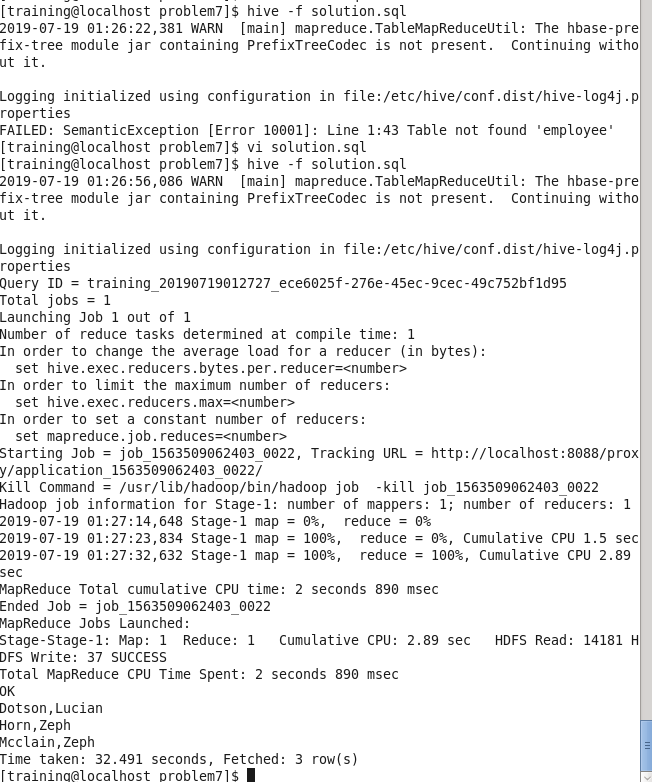 [training@localhost problem7]$ hive -f solution.sql
2019-07-19 01:26:22,381 WARN  [main] mapreduce.TableMapReduceUtil: The hbase-pre
fix-tree module jar containing PrefixTreeCodec is not present.  Continuing witho
ut it.

Logging initialized using configuration in file:/etc/hive/conf.dist/hive-log4j.p
roperties
FAILED: SemanticException [Error 10001]: Line 1:43 Table not found 'employee'
[training@localhost problem7]$ vi solution.sql
[training@localhost problem7]$ hive -f solution.sql
2019-07-19 01:26:56,086 WARN  [main] mapreduce.TableMapReduceUtil: The hbase-pre
fix-tree module jar containing PrefixTreeCodec is not present.  Continuing witho
ut it.

Logging initialized using configuration in file:/etc/hive/conf.dist/hive-log4j.p
roperties
Query ID = training_20190719012727_ece6025f-276e-45ec-9cec-49c752bf1d95
Total jobs = 1
Launching Job 1 out of 1
Number of reduce tasks determined at compile time: 1
In order to change the average load for a reducer (in bytes):
  set hive.exec.reducers.bytes.per.reducer=<number>
In order to limit the maximum number of reducers:
  set hive.exec.reducers.max=<number>
In order to set a constant number of reducers:
  set mapreduce.job.reduces=<number>
Starting Job = job_1563509062403_0022, Tracking URL = http://localhost:8088/prox
y/application_1563509062403_0022/
Kill Command = /usr/lib/hadoop/bin/hadoop job  -kill job_1563509062403_0022
Hadoop job information for Stage-1: number of mappers: 1; number of reducers: 1
2019-07-19 01:27:14,648 Stage-1 map = 0%,  reduce = 0%
2019-07-19 01:27:23,834 Stage-1 map = 100%,  reduce = 0%, Cumulative CPU 1.5 sec
2019-07-19 01:27:32,632 Stage-1 map = 100%,  reduce = 100%, Cumulative CPU 2.89
sec
MapReduce Total cumulative CPU time: 2 seconds 890 msec
Ended Job = job_1563509062403_0022
MapReduce Jobs Launched:
Stage-Stage-1: Map: 1  Reduce: 1   Cumulative CPU: 2.89 sec   HDFS Read: 14181 H
DFS Write: 37 SUCCESS
Total MapReduce CPU Time Spent: 2 seconds 890 msec
OK
Dotson,Lucian
Horn,Zeph
Mcclain,Zeph
Time taken: 32.491 seconds, Fetched: 3 row(s)
[training@localhost problem7]$